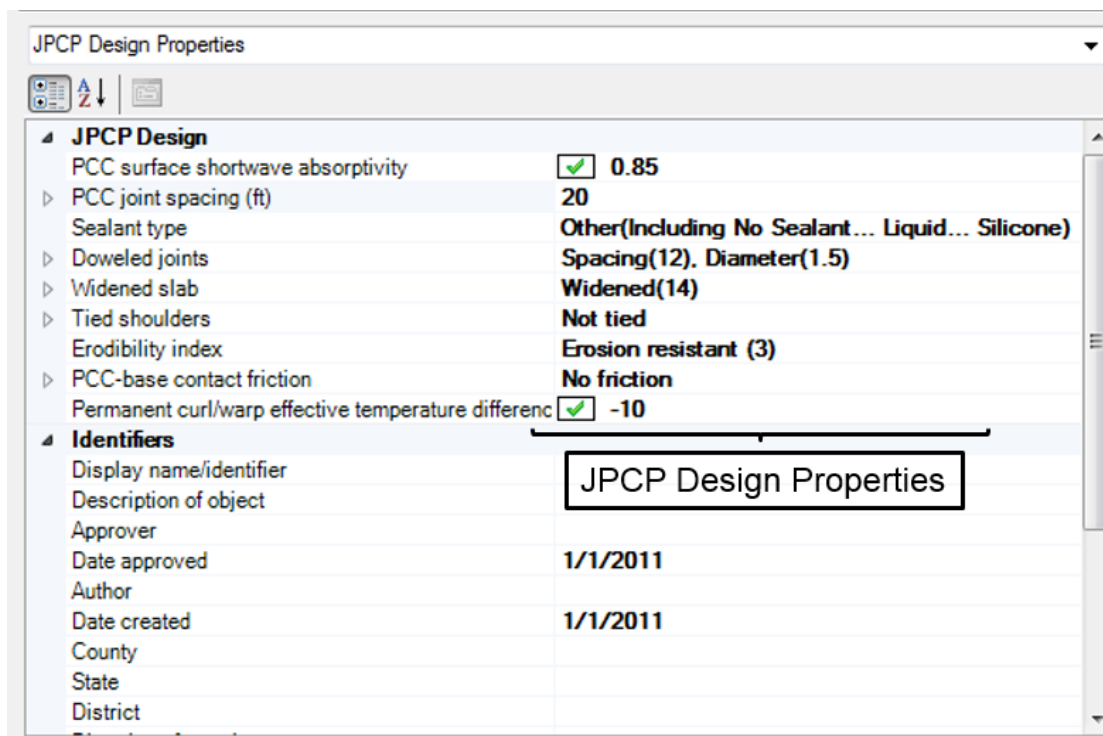 JPCP Design Properties
A
Z
JPCP Design
PCC surface shortwave absorptivity 0.85
PCC joint spacing (ft) 20
Sealant type Other(Including No Sealant... Liquid... Silicone)
Doweled joints Spacing(12), Diameter(1.5)
Widened slab Widened(14)
Tied shoulders Not tied
Erodibility index Erosion resistant (3)
PCC-base contact friction No friction
Permanent curl/warp effective temperature differenc -10
Identifiers
Display name/identifier
JPCP Design Properties
Description of object
Approver
Date approved 1/1/2011
Author
Date created 1/1/2011
County
State
District